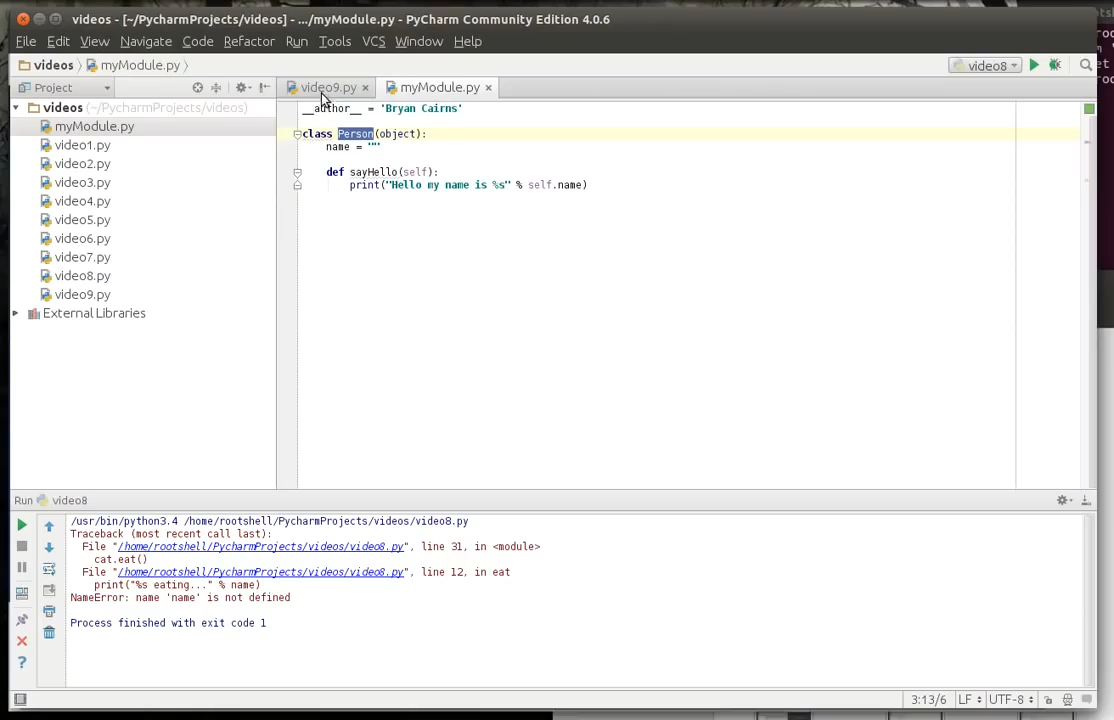 videos - [~/PycharmProjects/videos] - .../myModule.py - PyCharm Community Edition 4.0.6
File Edit View Navigate Code Refactor Run Tools VCS Window Help
videos myModule.py video8
Project video9.py myModule.py
videos (~/PycharmProjects/videos)
myModule.py
video1.py
video2.py
video3.py
video4.py
video5.py
video6.py
video7.py
video8.py
video9.py
External Libraries
__author__ = 'Bryan Cairns'
class Person(object):
name = ""
def sayHello(self):
print("Hello my name is %s" % self.name)
Run video8
/usr/bin/python3.4 /home/rootshell/PycharmProjects/videos/video8.py
Traceback (most recent call last):
File "/home/rootshell/PycharmProjects/videos/video8.py", line 31, in <module>
cat.eat()
File "/home/rootshell/PycharmProjects/videos/video8.py", line 12, in eat
print("%s eating..." % name)
NameError: name 'name' is not defined
Process finished with exit code 1
3:13/6 LF UTF-8